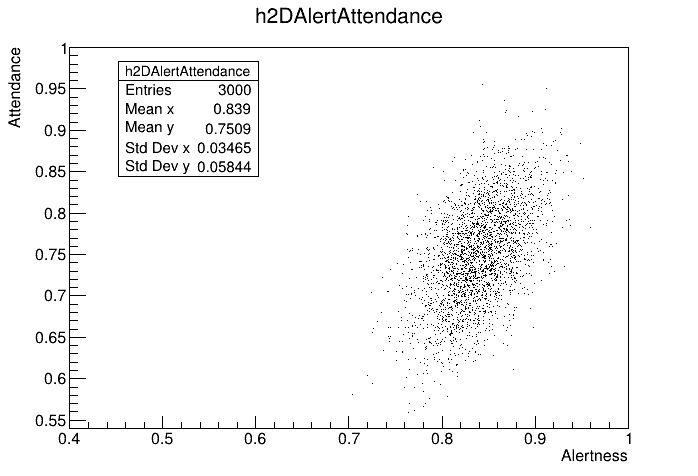 h2DAlertAttendance
Attendance
h2DAlertAttendance
Entries 3000
Mean x 0.839
Mean y 0.7509
Std Dev x 0.03465
Std Dev y 0.05844
1
0.95
0.9
0.85
0.8
0.75
0.7
0.65
0.6
0.55
0.4 0.5 0.6 0.7 0.8 0.9 1
Alertness